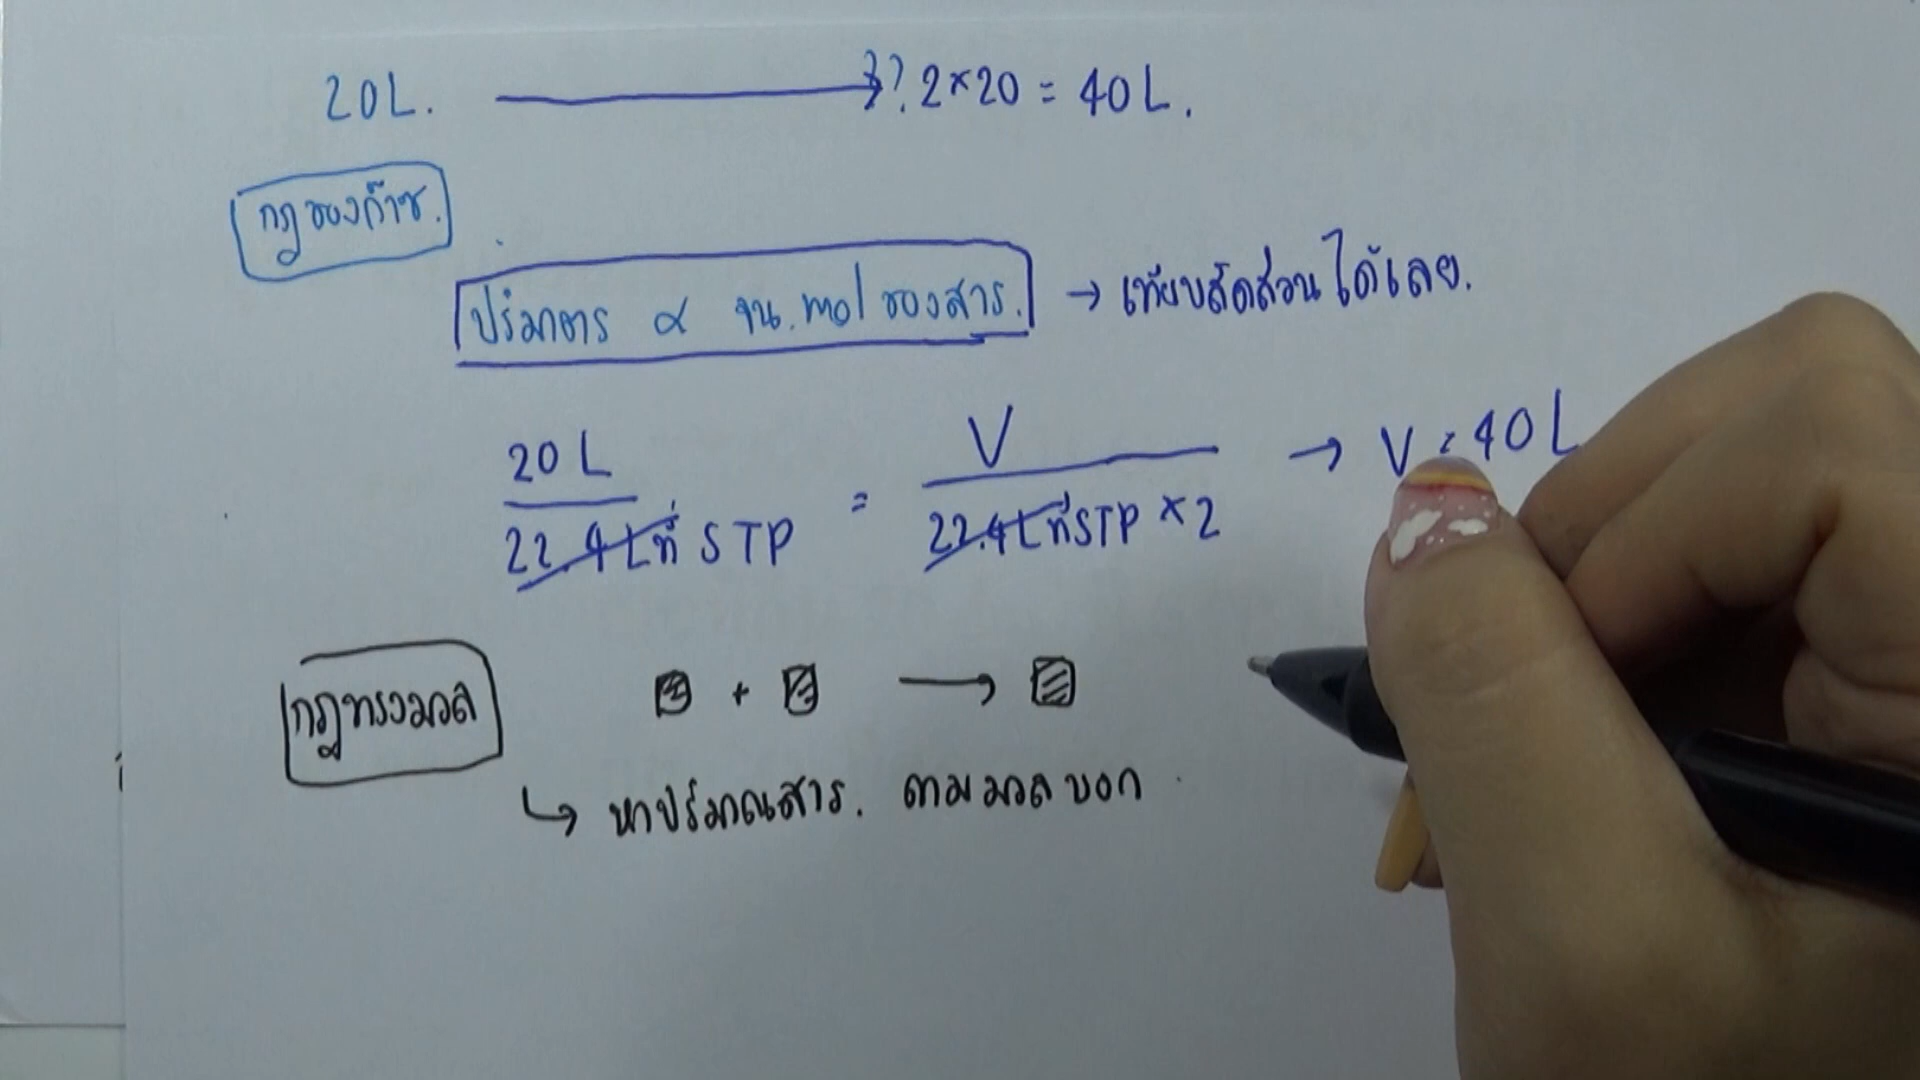 20L. → ?? 2×20 = 40L.
กฎของก๊าซ.
ปริมาตร ∝ จน. mol ของสาร. → เทียบสัดส่วนได้เลย.
20 L / 22.4 L ที่ STP = V / 22.4 L ที่ STP × 2 → V = 40 L
กฎทรงมวล + →
↳ หาปริมาณสาร. ตามมวลบอก